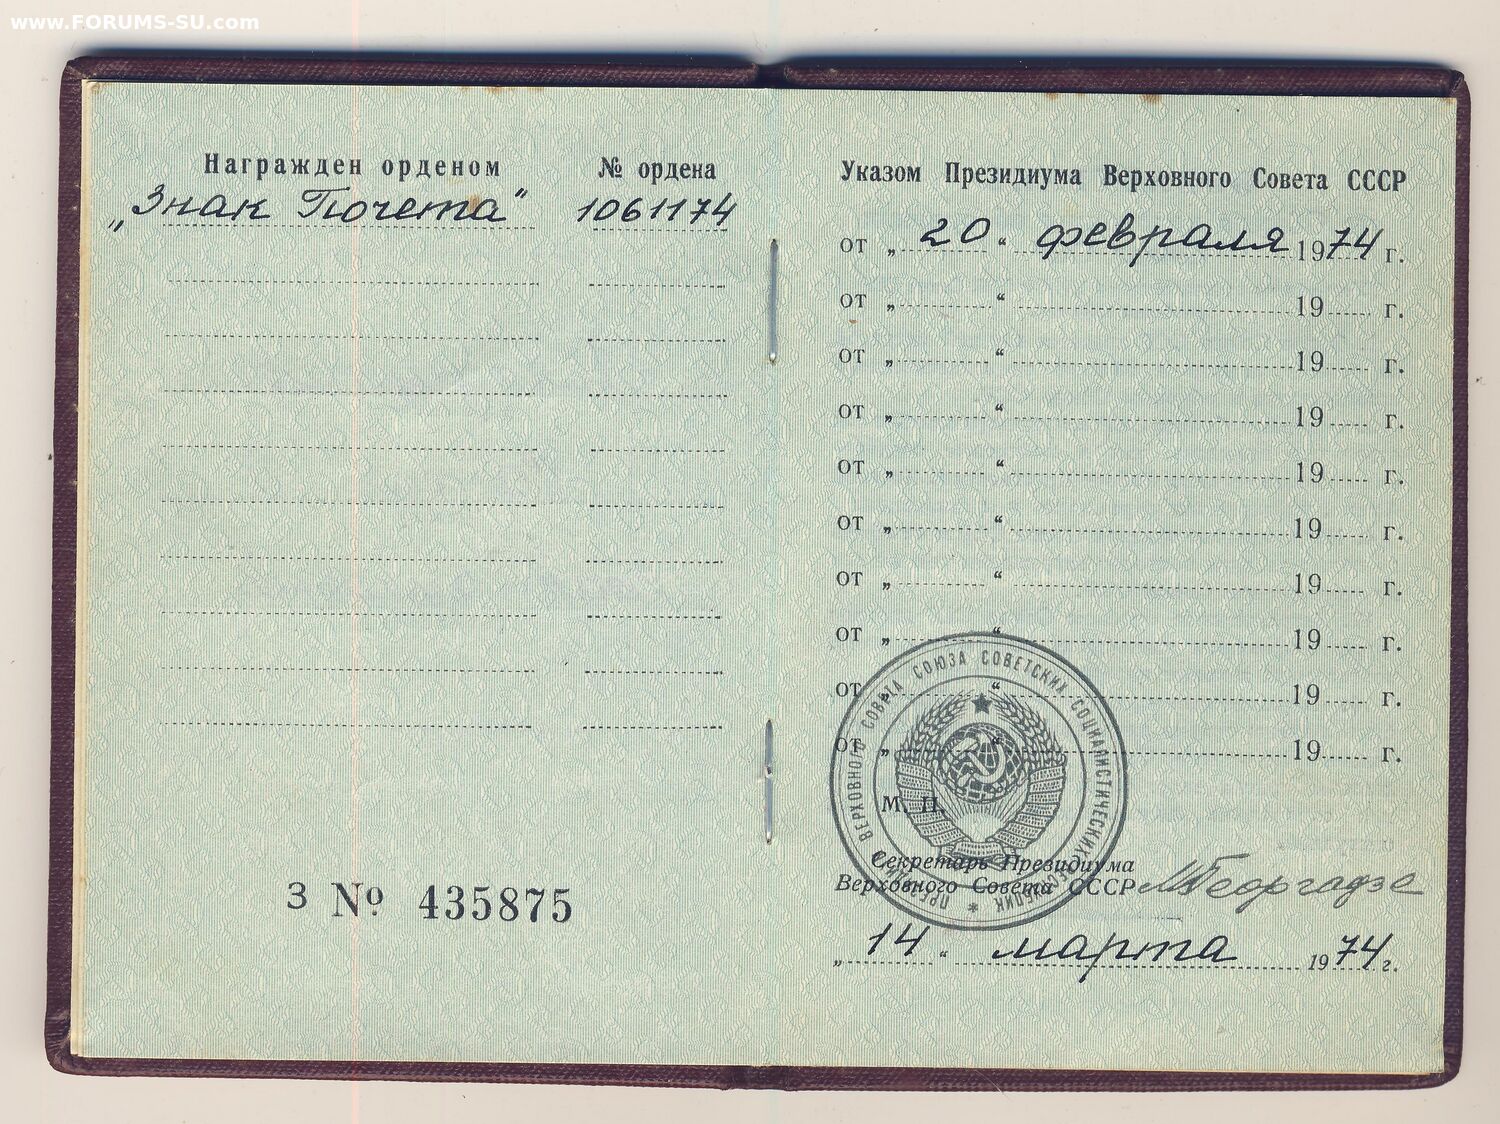 www.FORUMS-SU.com
Награжден орденом
№ ордена
„Знак Почета“
1061174
З № 435875
Указом Президиума Верховного Совета СССР
от „ 20 “ февраля 1974 г.
от „ “ 19 г.
от „ “ 19 г.
от „ “ 19 г.
от „ “ 19 г.
от „ “ 19 г.
от „ “ 19 г.
от „ “ 19 г.
от „ “ 19 г.
от „ “ 19 г.
М. П.
ПРЕЗИДИУМ ВЕРХОВНОГО СОВЕТА СОЮЗА СОВЕТСКИХ СОЦИАЛИСТИЧЕСКИХ РЕСПУБЛИК *
Секретарь Президиума
Верховного Совета СССР МГеоргадзе
„ 14 “ марта 1974 г.